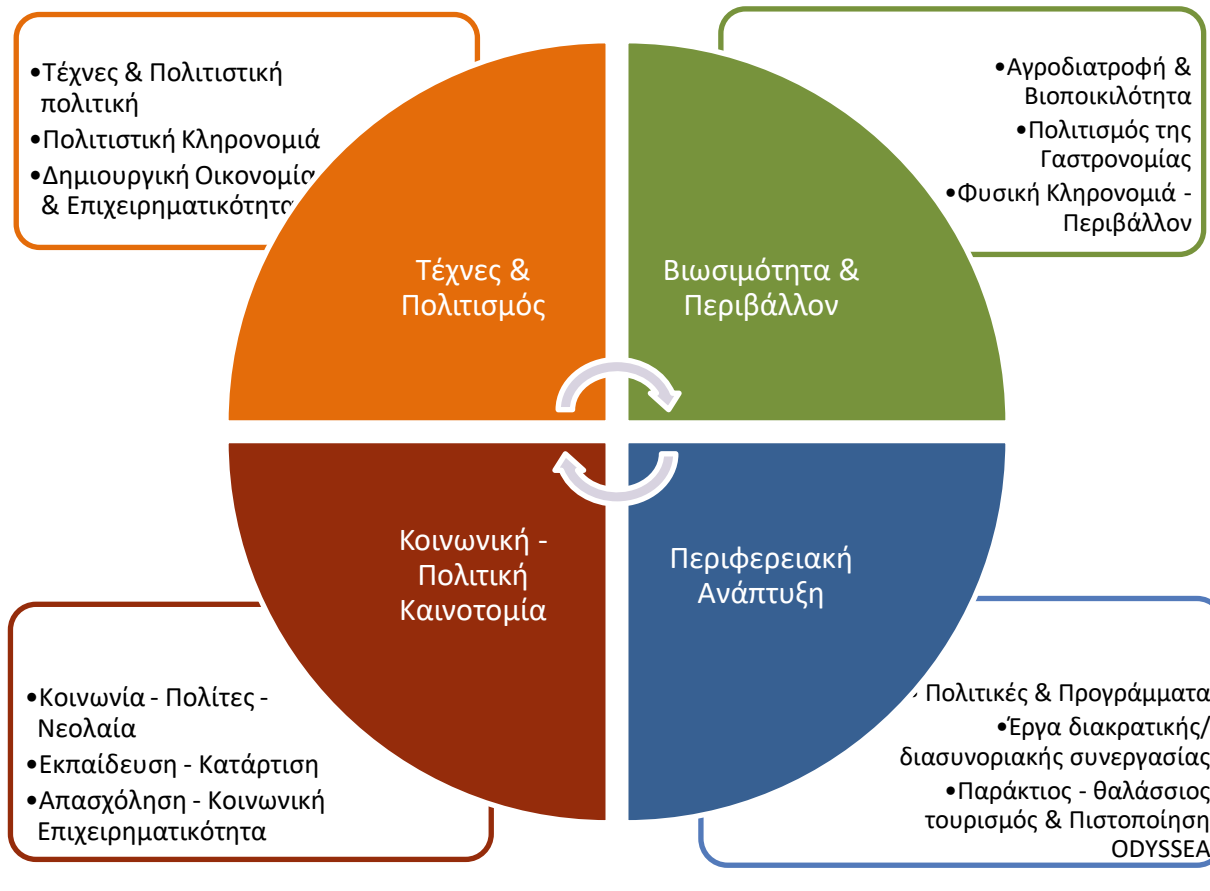 •Τέχνες & Πολιτιστική
πολιτική
•Πολιτιστική Κληρονομιά
•Δημιουργική Οικονομία
& Επιχειρηματικότητα
•Αγροδιατροφή &
Βιοποικιλότητα
•Πολιτισμός της
Γαστρονομίας
•Φυσική Κληρονομιά -
Περιβάλλον
Τέχνες &
Πολιτισμός
Βιωσιμότητα &
Περιβάλλον
Κοινωνική -
Πολιτική
Καινοτομία
Περιφερειακή
Ανάπτυξη
•Κοινωνία - Πολίτες -
Νεολαία
•Εκπαίδευση - Κατάρτιση
•Απασχόληση - Κοινωνική
Επιχειρηματικότητα
• Πολιτικές & Προγράμματα
•Έργα διακρατικής/
διασυνοριακής συνεργασίας
•Παράκτιος - θαλάσσιος
τουρισμός & Πιστοποίηση
ODYSSEA